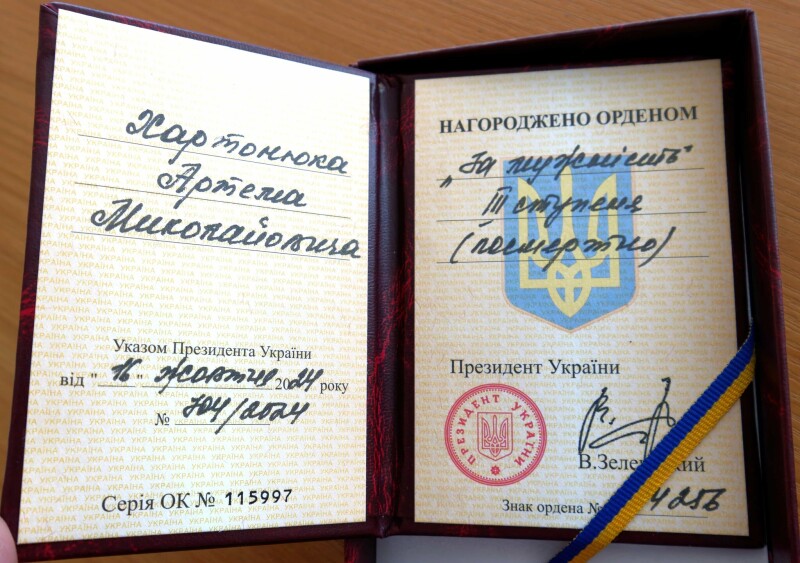 Хартонюка
Артема
Миколайовича
Указом Президента України
від "16" жовтня 2024 року
№ 704/2024
Серія ОК № 115997
НАГОРОДЖЕНО ОРДЕНОМ
„За мужність"
ІІІ ступеня
(посмертно)
Президент України
ПРЕЗИДЕНТ УКРАЇНИ
В.Зеленський
Знак ордена №